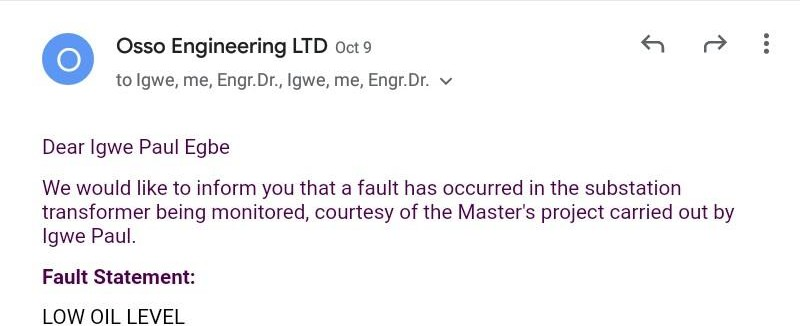 O
Osso Engineering LTD Oct 9
to Igwe, me, Engr.Dr., Igwe, me, Engr.Dr.
Dear Igwe Paul Egbe
We would like to inform you that a fault has occurred in the substation
transformer being monitored, courtesy of the Master's project carried out by
Igwe Paul.
Fault Statement:
LOW OIL LEVEL